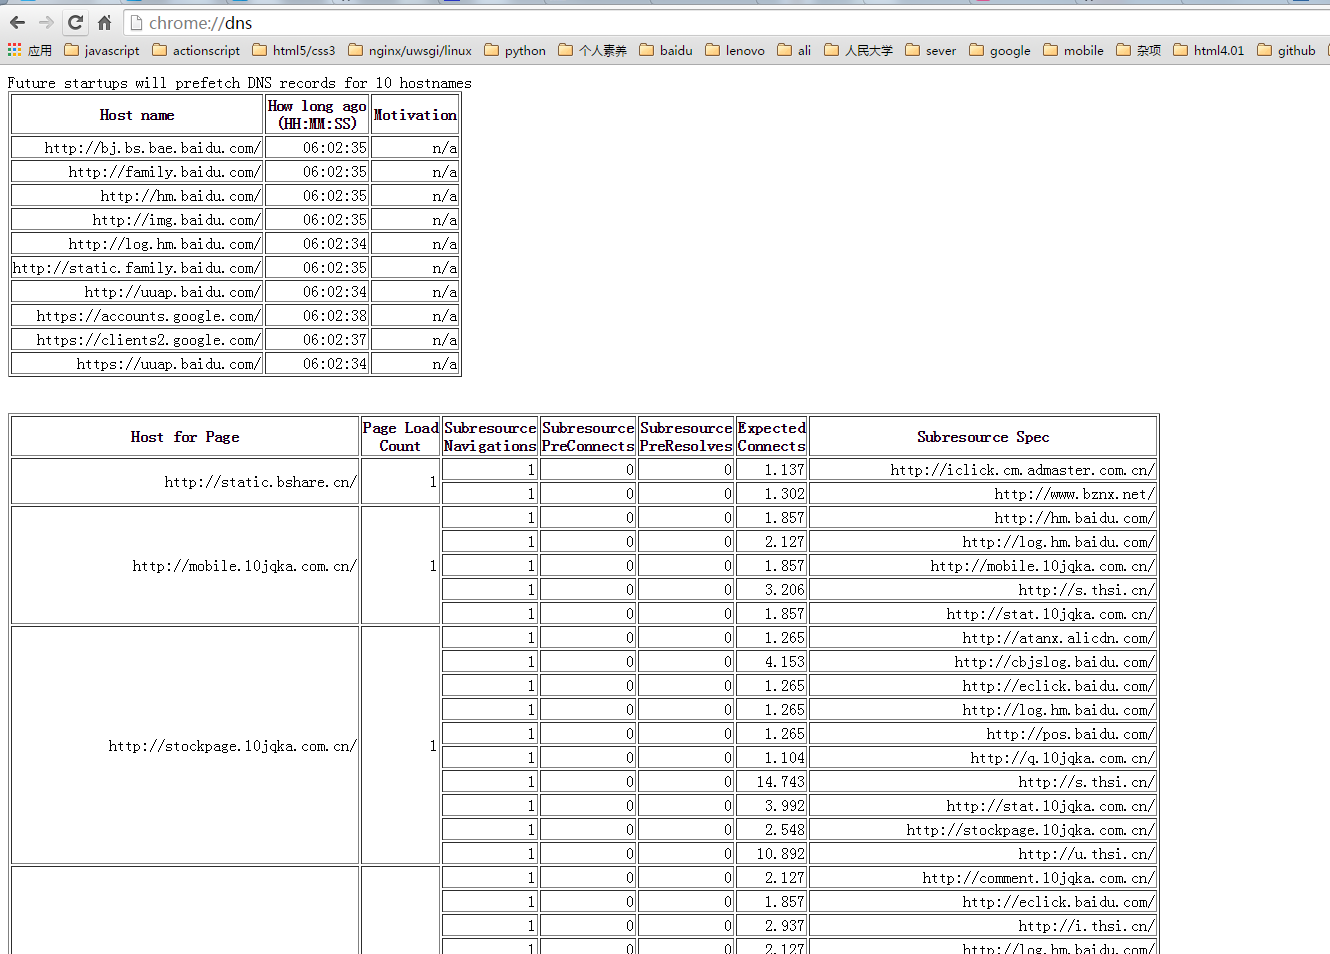 chrome://dns
应用 javascript actionscript html5/css3 nginx/uwsgi/linux python 个人素养 baidu lenovo ali 人民大学 sever google mobile 杂项 html4.01 github
Future startups will prefetch DNS records for 10 hostnames
Host name How long ago (HH:MM:SS) Motivation
http://bj.bs.bae.baidu.com/ 06:02:35 n/a
http://family.baidu.com/ 06:02:35 n/a
http://hm.baidu.com/ 06:02:35 n/a
http://img.baidu.com/ 06:02:35 n/a
http://log.hm.baidu.com/ 06:02:34 n/a
http://static.family.baidu.com/ 06:02:35 n/a
http://uuap.baidu.com/ 06:02:34 n/a
https://accounts.google.com/ 06:02:38 n/a
https://clients2.google.com/ 06:02:37 n/a
https://uuap.baidu.com/ 06:02:34 n/a
Host for Page Page Load Count Subresource Navigations Subresource PreConnects Subresource PreResolves Expected Connects Subresource Spec
http://static.bshare.cn/ 1 1 0 0 1.137 http://iclick.cm.admaster.com.cn/
1 0 0 1.302 http://www.bznx.net/
http://mobile.10jqka.com.cn/ 1 1 0 0 1.857 http://hm.baidu.com/
1 0 0 2.127 http://log.hm.baidu.com/
1 0 0 1.857 http://mobile.10jqka.com.cn/
1 0 0 3.206 http://s.thsi.cn/
1 0 0 1.857 http://stat.10jqka.com.cn/
http://stockpage.10jqka.com.cn/ 1 1 0 0 1.265 http://atanx.alicdn.com/
1 0 0 4.153 http://cbjslog.baidu.com/
1 0 0 1.265 http://eclick.baidu.com/
1 0 0 1.265 http://log.hm.baidu.com/
1 0 0 1.265 http://pos.baidu.com/
1 0 0 1.104 http://q.10jqka.com.cn/
1 0 0 14.743 http://s.thsi.cn/
1 0 0 3.992 http://stat.10jqka.com.cn/
1 0 0 2.548 http://stockpage.10jqka.com.cn/
1 0 0 10.892 http://u.thsi.cn/
1 0 0 2.127 http://comment.10jqka.com.cn/
1 0 0 1.857 http://eclick.baidu.com/
1 0 0 2.937 http://i.thsi.cn/
1 0 0 2.127 http://log.hm.baidu.com/